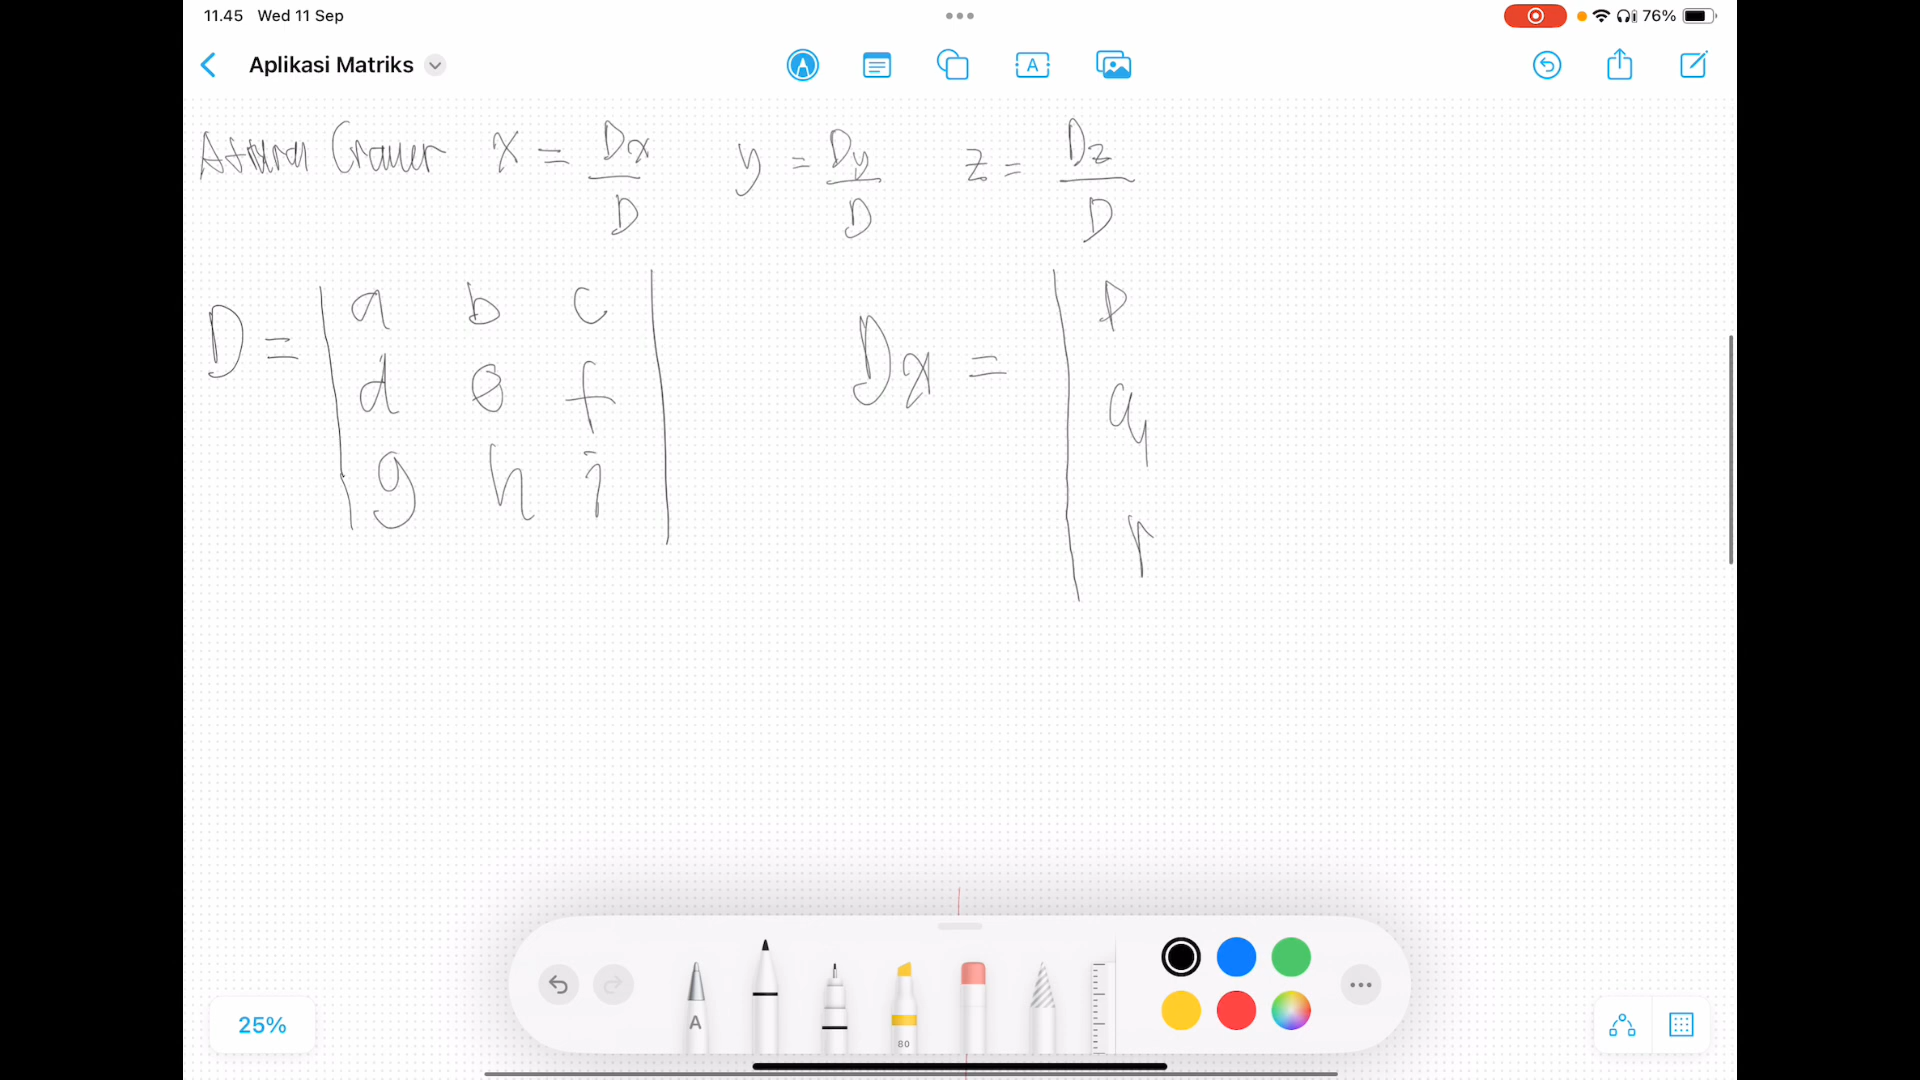 11.45 Wed 11 Sep
76%
Aplikasi Matriks
A
Aturan Cramer x = Dx / D y = Dy / D z = Dz / D
D = | a b c |
d e f
g h i
Dx = | p
q
r
A
80
25%